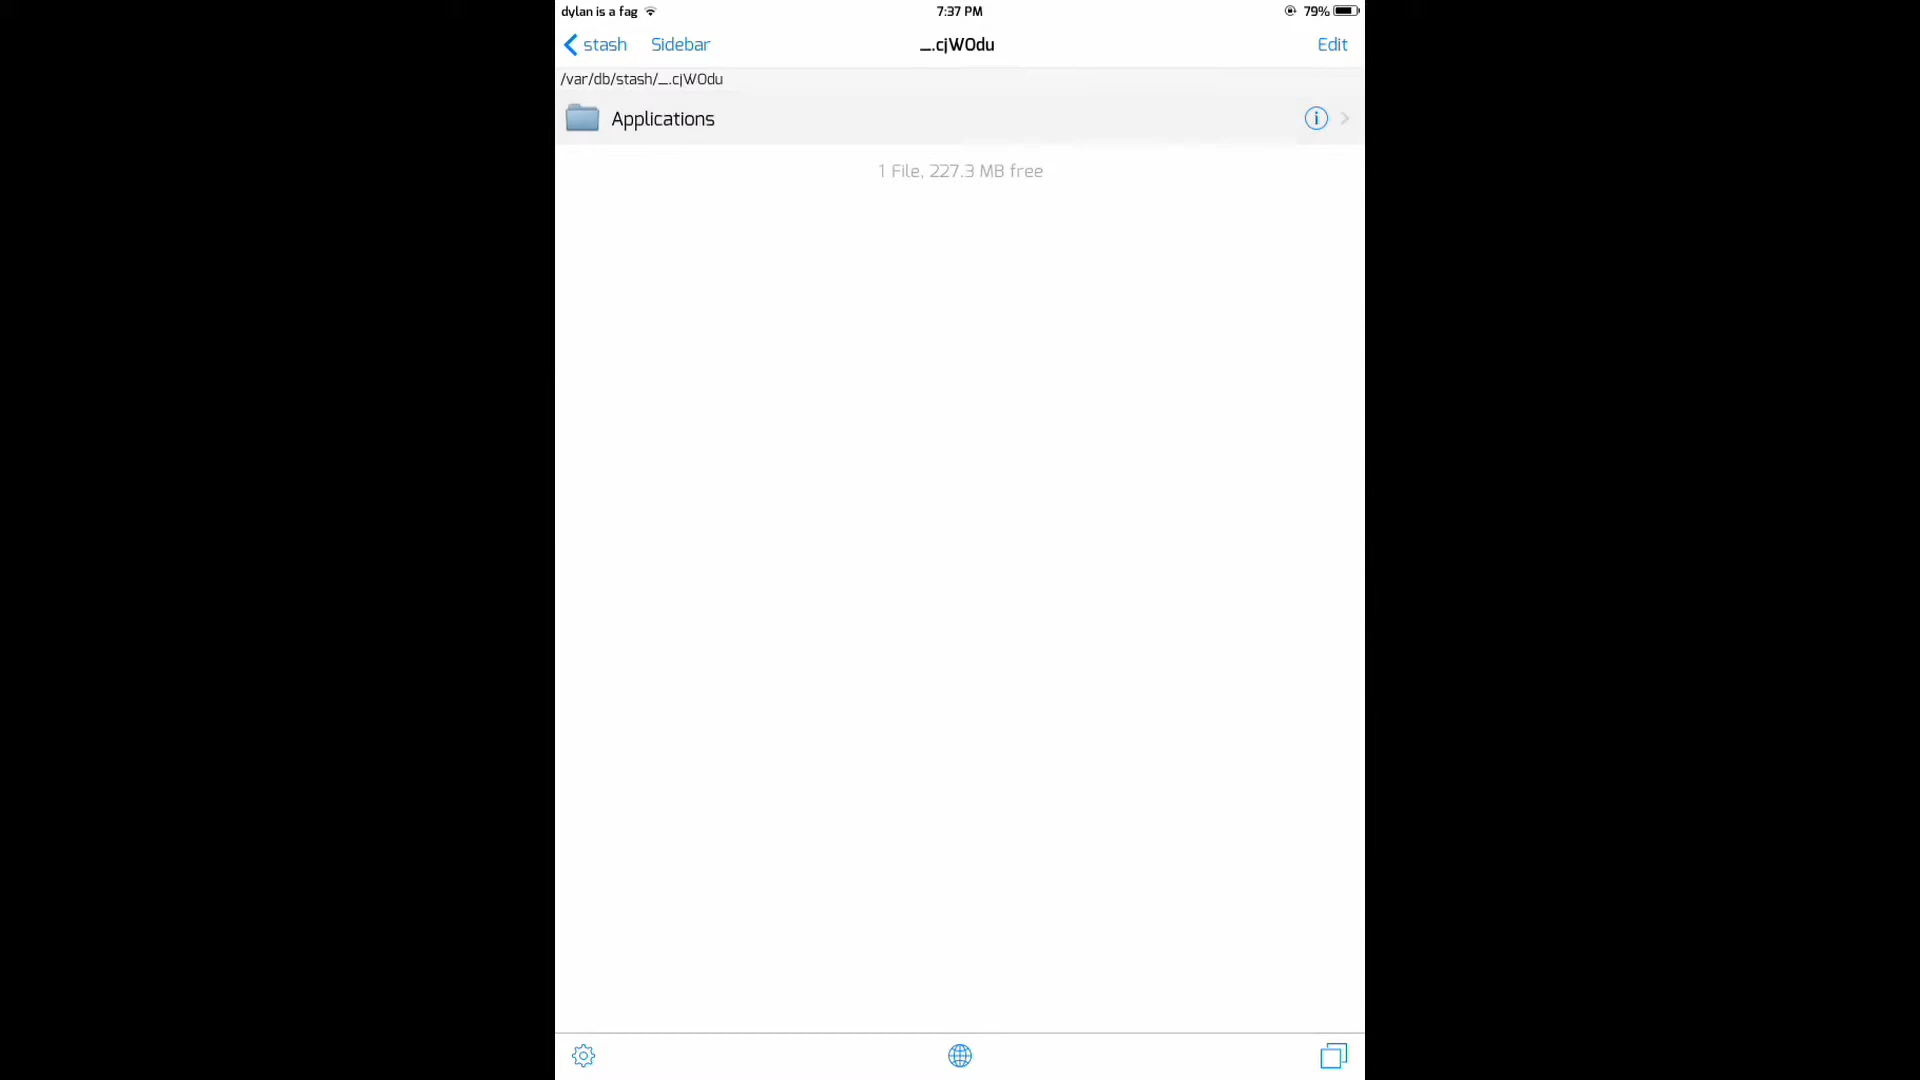 dylan is a fag 7:37 PM 79%
stash Sidebar _.cjWOdu Edit
/var/db/stash/_.cjWOdu
Applications
1 File, 227.3 MB free